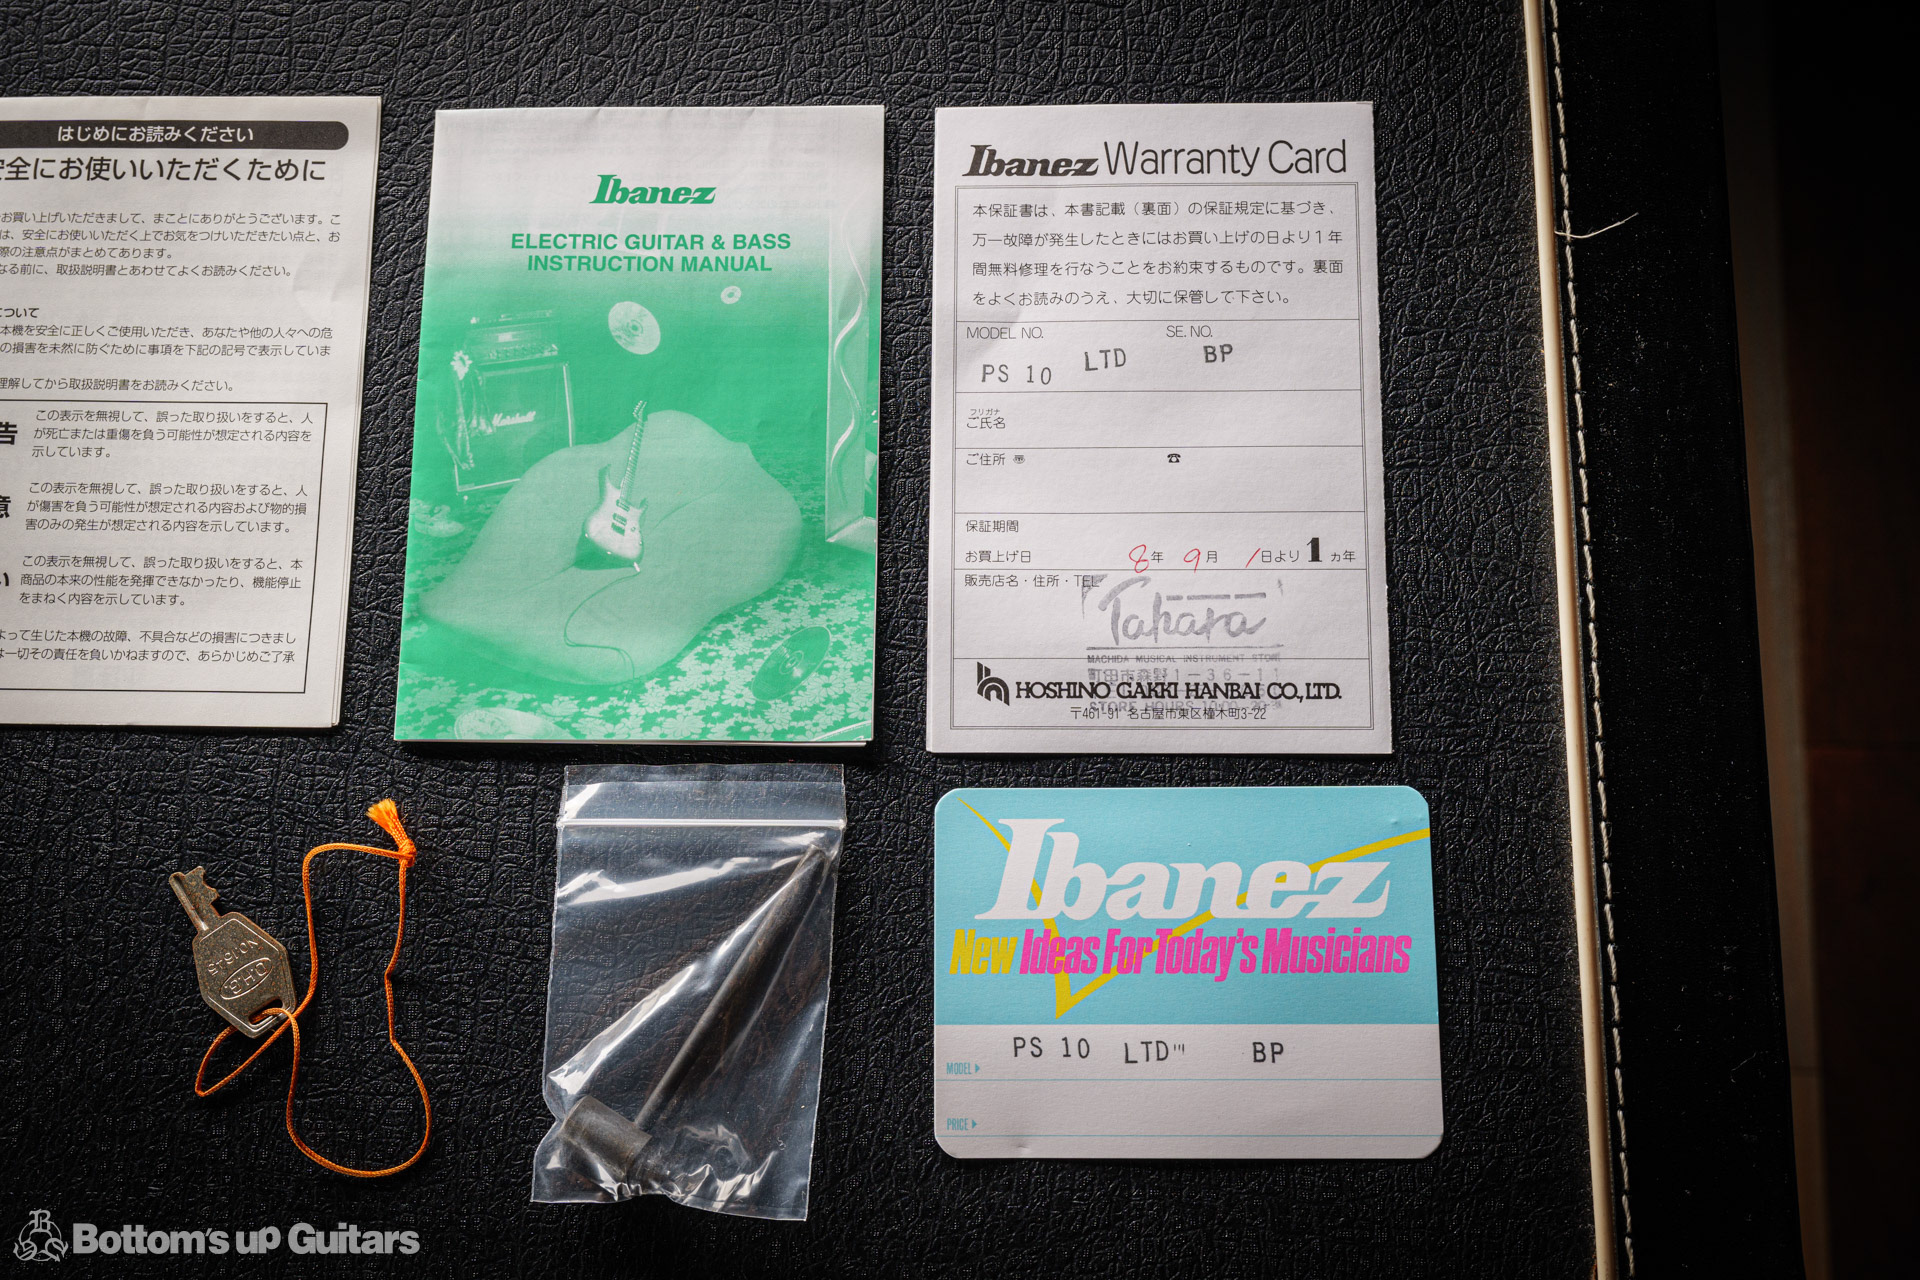 はじめにお読みください
安全にお使いいただくために
お買い上げいただきまして、まことにありがとうございます。こ
は、安全にお使いいただく上でお気をつけいただきたい点と、お
際の注意点がまとめてあります。
なる前に、取扱説明書とあわせてよくお読みください。
について
本機を安全に正しくご使用いただき、あなたや他の人々への危
の損害を未然に防ぐために事項を下記の記号で表示していま
理解してから取扱説明書をお読みください。
告
この表示を無視して、誤った取り扱いをすると、人
が死亡または重傷を負う可能性が想定される内容を
示しています。
意
この表示を無視して、誤った取り扱いをすると、人
が傷害を負う可能性が想定される内容および物的損
害のみの発生が想定される内容を示しています。
い
この表示を無視して、誤った取り扱いをすると、本
商品の本来の性能を発揮できなかったり、機能停止
をまねく内容を示しています。
よって生じた本機の故障、不具合などの損害につきまし
は一切その責任を負いかねますので、あらかじめご了承
Ibanez
ELECTRIC GUITAR & BASS
INSTRUCTION MANUAL
Marshall
Ibanez Warranty Card
本保証書は、本書記載（裏面）の保証規定に基づき、
万一故障が発生したときにはお買い上げの日より1年
間無料修理を行なうことをお約束するものです。裏面
をよくお読みのうえ、大切に保管して下さい。
MODEL NO. SE. NO.
PS 10 LTD BP
フリガナ
ご氏名
ご住所 〠 ☎
保証期間
お買上げ日 8年 9月 1日より 1 ヵ年
販売店名・住所・TEL
Tahara
MACHIDA MUSICAL INSTRUMENT STORE
町田市森野1-36-11
HOSHINO GAKKI HANBAI CO., LTD.
STORE HOURS 10:00
〒461-91 名古屋市東区橦木町3-22
NO.1619
OHG
Ibanez
New Ideas For Today's Musicians
PS 10 LTD''' BP
MODEL ▶
PRICE ▶
Bottom's up Guitars